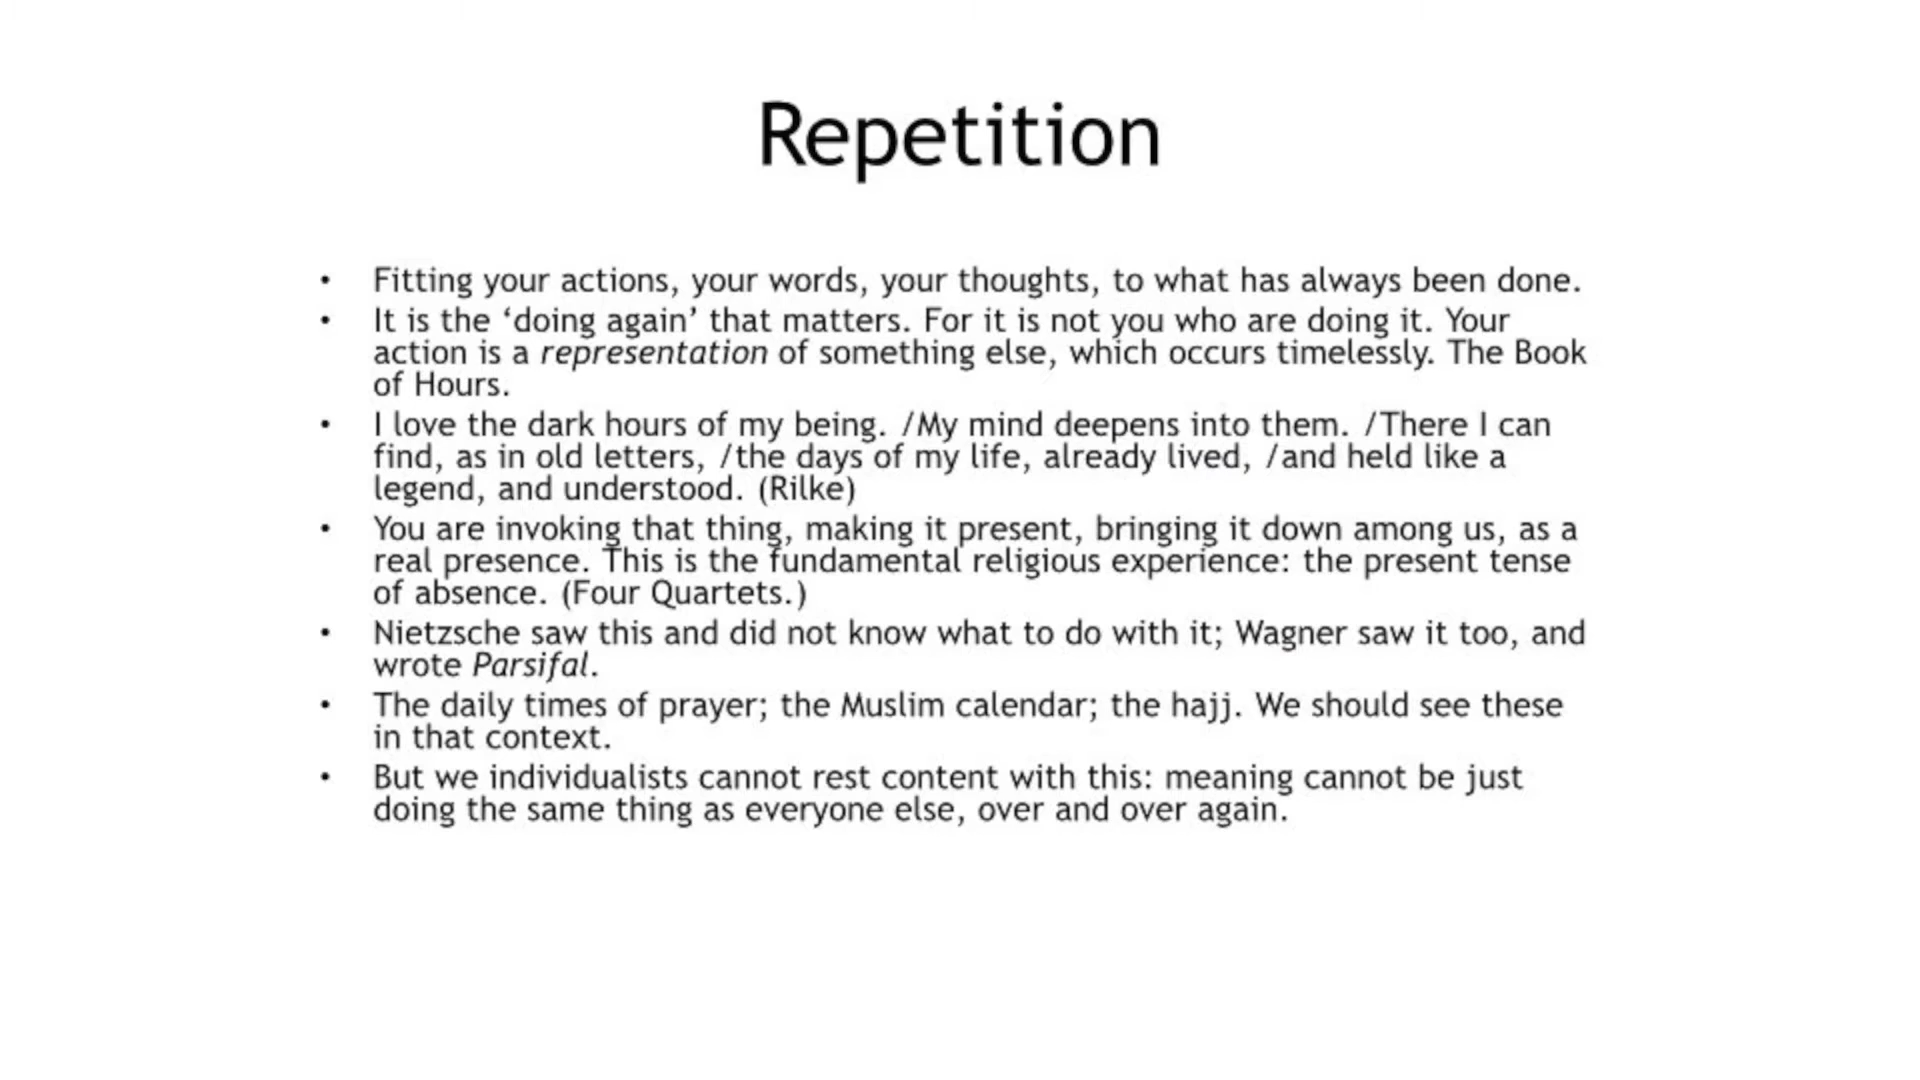 Repetition
• Fitting your actions, your words, your thoughts, to what has always been done.
• It is the ‘doing again’ that matters. For it is not you who are doing it. Your
action is a representation of something else, which occurs timelessly. The Book
of Hours.
• I love the dark hours of my being. /My mind deepens into them. /There I can
find, as in old letters, /the days of my life, already lived, /and held like a
legend, and understood. (Rilke)
• You are invoking that thing, making it present, bringing it down among us, as a
real presence. This is the fundamental religious experience: the present tense
of absence. (Four Quartets.)
• Nietzsche saw this and did not know what to do with it; Wagner saw it too, and
wrote Parsifal.
• The daily times of prayer; the Muslim calendar; the hajj. We should see these
in that context.
• But we individualists cannot rest content with this: meaning cannot be just
doing the same thing as everyone else, over and over again.